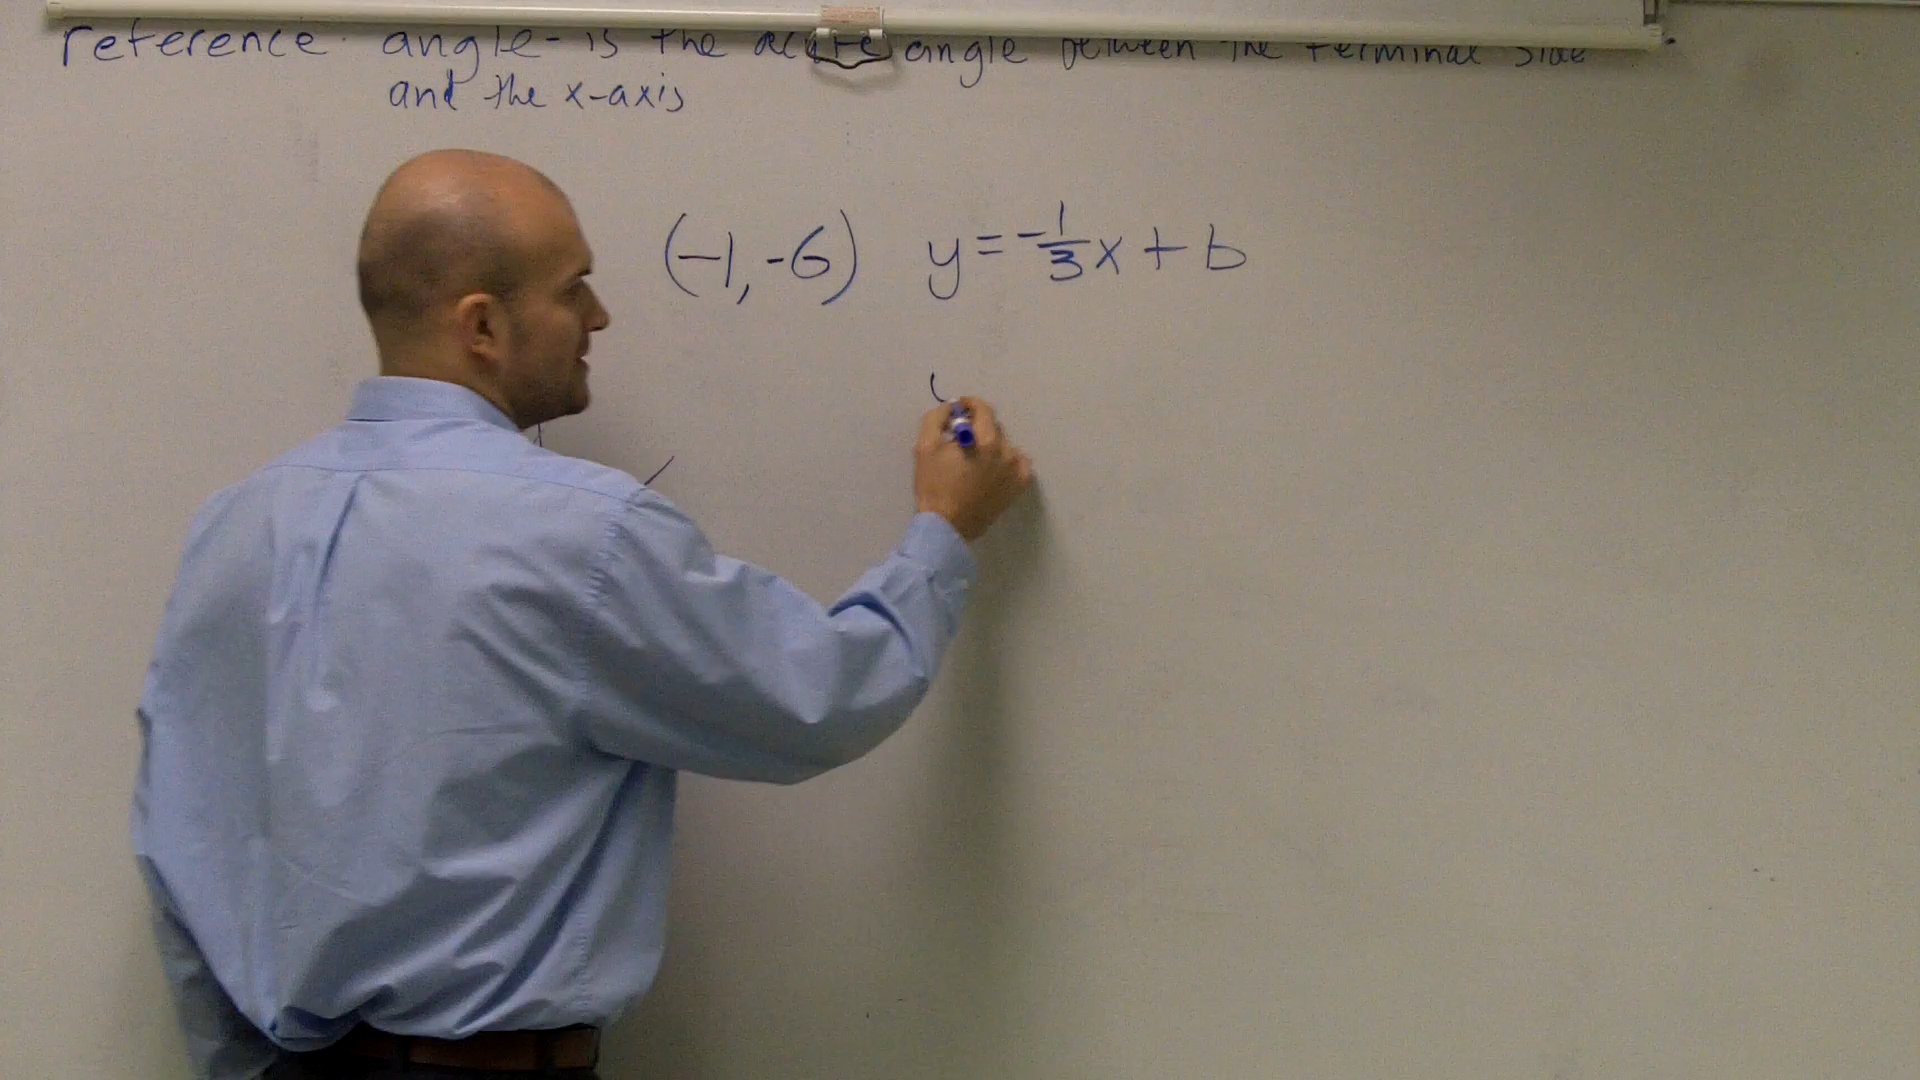 reference angle - is the acute angle between the terminal side
and the x-axis
(-1, -6) y = -1/3 x + b